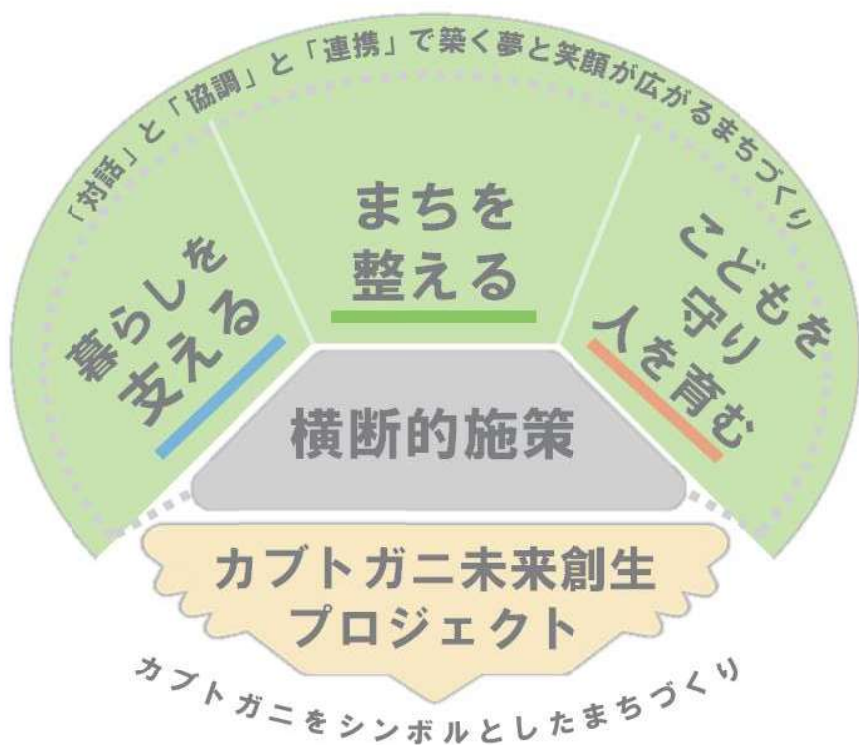 「対話」と「協調」と「連携」で築く夢と笑顔が広がるまちづくり
暮らしを
支える
まちを
整える
こどもを
守り
人を育む
横断的施策
カブトガニ未来創生
プロジェクト
カブトガニをシンボルとしたまちづくり